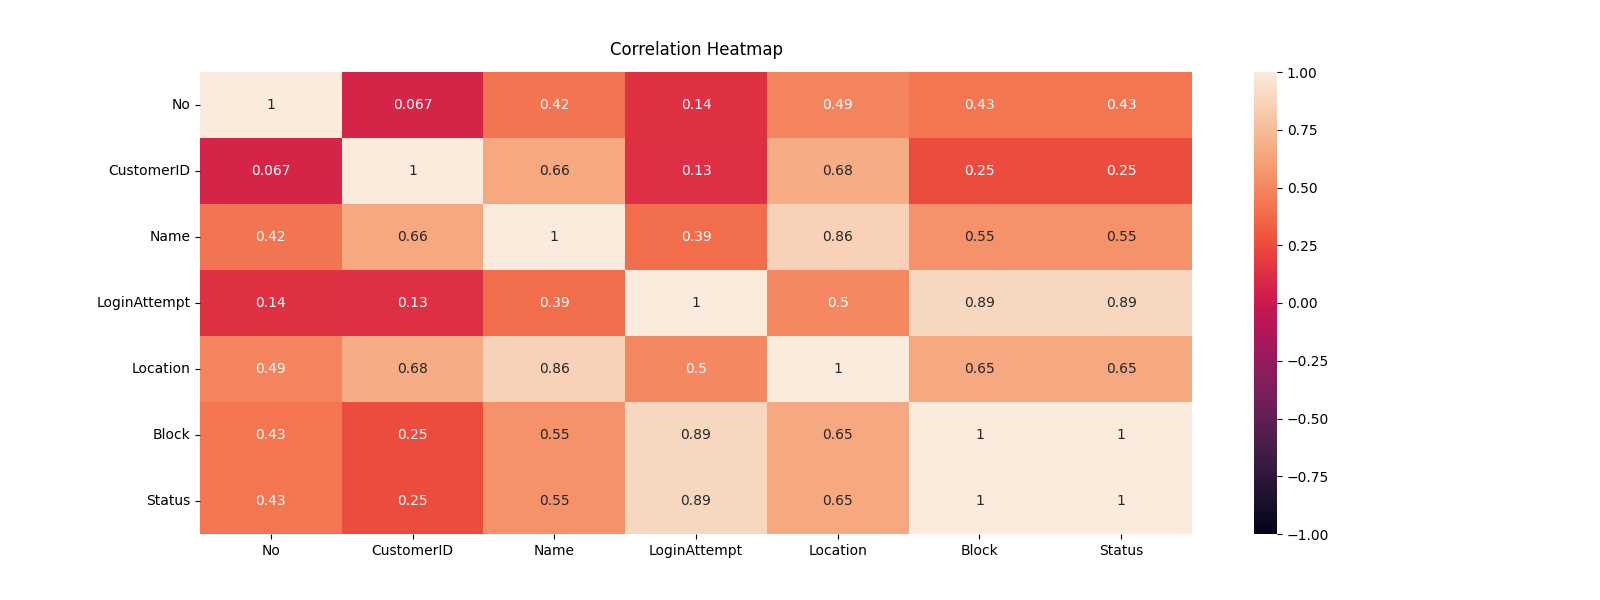 Correlation Heatmap
No 1 0.067 0.42 0.14 0.49 0.43 0.43
CustomerID 0.067 1 0.66 0.13 0.68 0.25 0.25
Name 0.42 0.66 1 0.39 0.86 0.55 0.55
LoginAttempt 0.14 0.13 0.39 1 0.5 0.89 0.89
Location 0.49 0.68 0.86 0.5 1 0.65 0.65
Block 0.43 0.25 0.55 0.89 0.65 1 1
Status 0.43 0.25 0.55 0.89 0.65 1 1
No CustomerID Name LoginAttempt Location Block Status
1.00
0.75
0.50
0.25
0.00
−0.25
−0.50
−0.75
−1.00